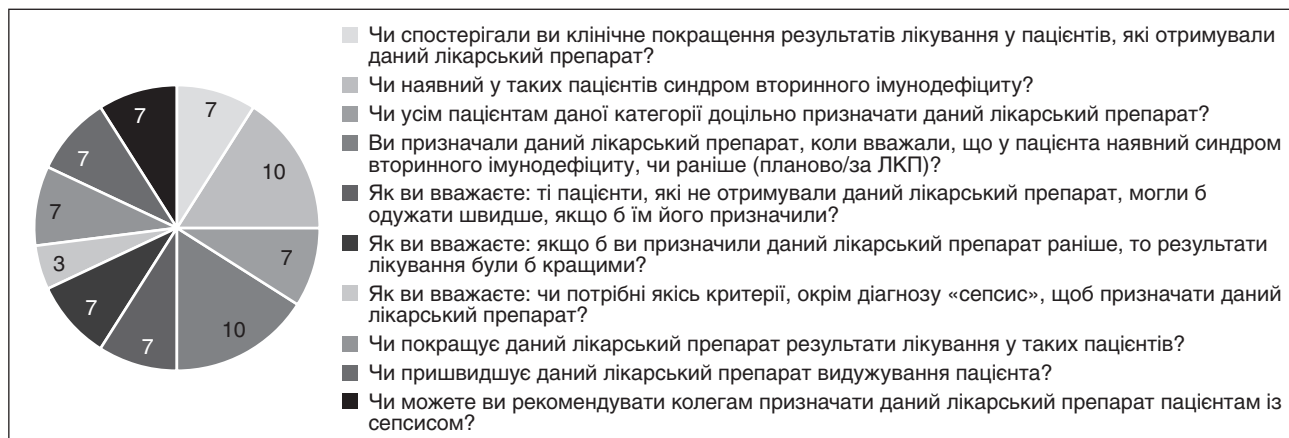 Чи спостерігали ви клінічне покращення результатів лікування у пацієнтів, які отримували
даний лікарський препарат?
Чи наявний у таких пацієнтів синдром вторинного імунодефіциту?
Чи усім пацієнтам даної категорії доцільно призначати даний лікарський препарат?
Ви призначали даний лікарський препарат, коли вважали, що у пацієнта наявний синдром
вторинного імунодефіциту, чи раніше (планово/за ЛКП)?
Як ви вважаєте: ті пацієнти, які не отримували даний лікарський препарат, могли б
одужати швидше, якщо б їм його призначили?
Як ви вважаєте: якщо б ви призначили даний лікарський препарат раніше, то результати
лікування були б кращими?
Як ви вважаєте: чи потрібні якісь критерії, окрім діагнозу «сепсис», щоб призначати даний
лікарський препарат?
Чи покращує даний лікарський препарат результати лікування у таких пацієнтів?
Чи пришвидшує даний лікарський препарат видужування пацієнта?
Чи можете ви рекомендувати колегам призначати даний лікарський препарат пацієнтам із
сепсисом?
7
10
7
10
7
7
3
7
7
7